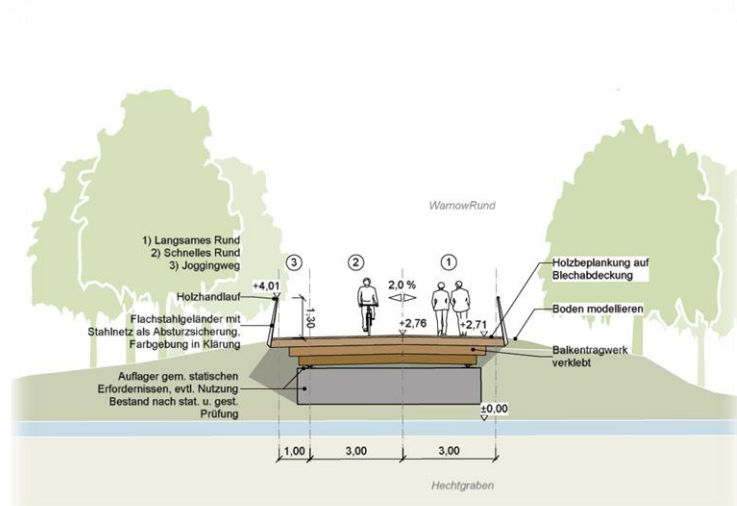 WarnowRund
1) Langsames Rund
2) Schnelles Rund
3) Joggingweg
3
2
1
2,0 %
+4,01
1,30
+2,76
+2,71
Holzhandlauf
Flachstahlgeländer mit
Stahlnetz als Absturzsicherung,
Farbgebung in Klärung
Auflager gem. statischen
Erfordernissen, evtl. Nutzung
Bestand nach stat. u. gest.
Prüfung
Holzbeplankung auf
Blechabdeckung
Boden modellieren
Balkentragwerk
verklebt
±0,00
1,00
3,00
3,00
Hechtgraben